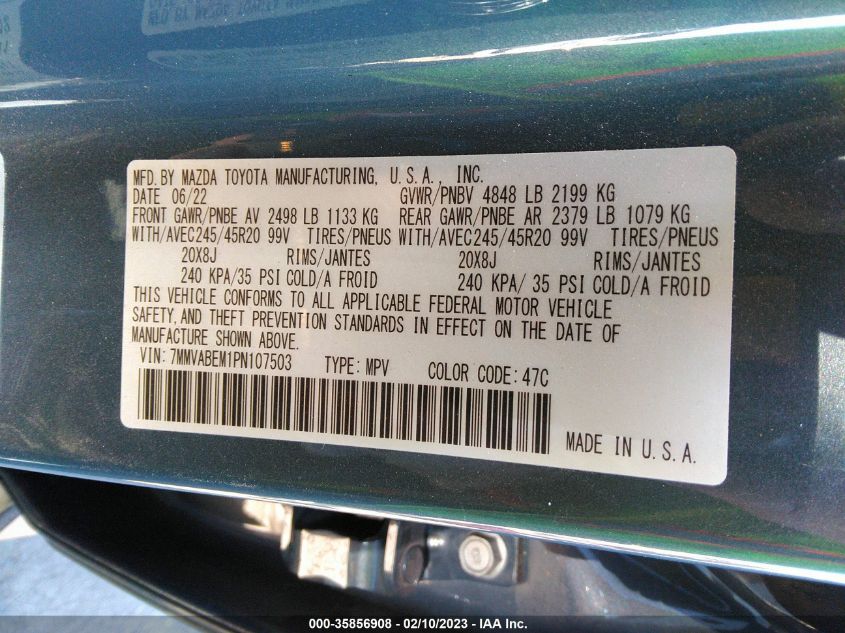 MFD. BY MAZDA TOYOTA MANUFACTURING, U.S.A., INC.
DATE 06/22 GVWR/PNBV 4848 LB 2199 KG
FRONT GAWR/PNBE AV 2498 LB 1133 KG REAR GAWR/PNBE AR 2379 LB 1079 KG
WITH/AVEC245/45R20 99V TIRES/PNEUS WITH/AVEC245/45R20 99V TIRES/PNEUS
20X8J RIMS/JANTES 20X8J RIMS/JANTES
240 KPA/ 35 PSI COLD/A FROID 240 KPA/ 35 PSI COLD/A FROID
THIS VEHICLE CONFORMS TO ALL APPLICABLE FEDERAL MOTOR VEHICLE
SAFETY, AND THEFT PREVENTION STANDARDS IN EFFECT ON THE DATE OF
MANUFACTURE SHOWN ABOVE.
VIN: 7MMVABEM1PN107503 TYPE: MPV COLOR CODE: 47C
MADE IN U.S.A.
000-35856908 — 02/10/2023 — IAA Inc.